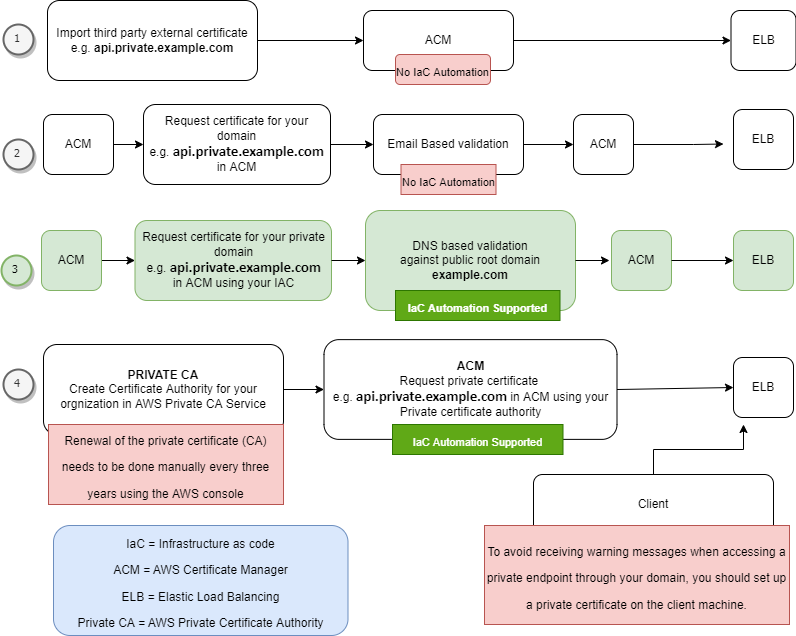 1
Import third party external certificate
e.g. api.private.example.com
ACM
No IaC Automation
ELB
2
ACM
Request certificate for your
domain
e.g. api.private.example.com
in ACM
Email Based validation
No IaC Automation
ACM
ELB
3
ACM
Request certificate for your private
domain
e.g. api.private.example.com
in ACM using your IAC
DNS based validation
against public root domain
example.com
IaC Automation Supported
ACM
ELB
4
PRIVATE CA
Create Certificate Authority for your
orgnization in AWS Private CA Service
Renewal of the private certificate (CA)
needs to be done manually every three
years using the AWS console
ACM
Request private certificate
e.g. api.private.example.com in ACM using your
Private certificate authority
IaC Automation Supported
ELB
Client
To avoid receiving warning messages when accessing a
private endpoint through your domain, you should set up
a private certificate on the client machine.
IaC = Infrastructure as code
ACM = AWS Certificate Manager
ELB = Elastic Load Balancing
Private CA = AWS Private Certificate Authority